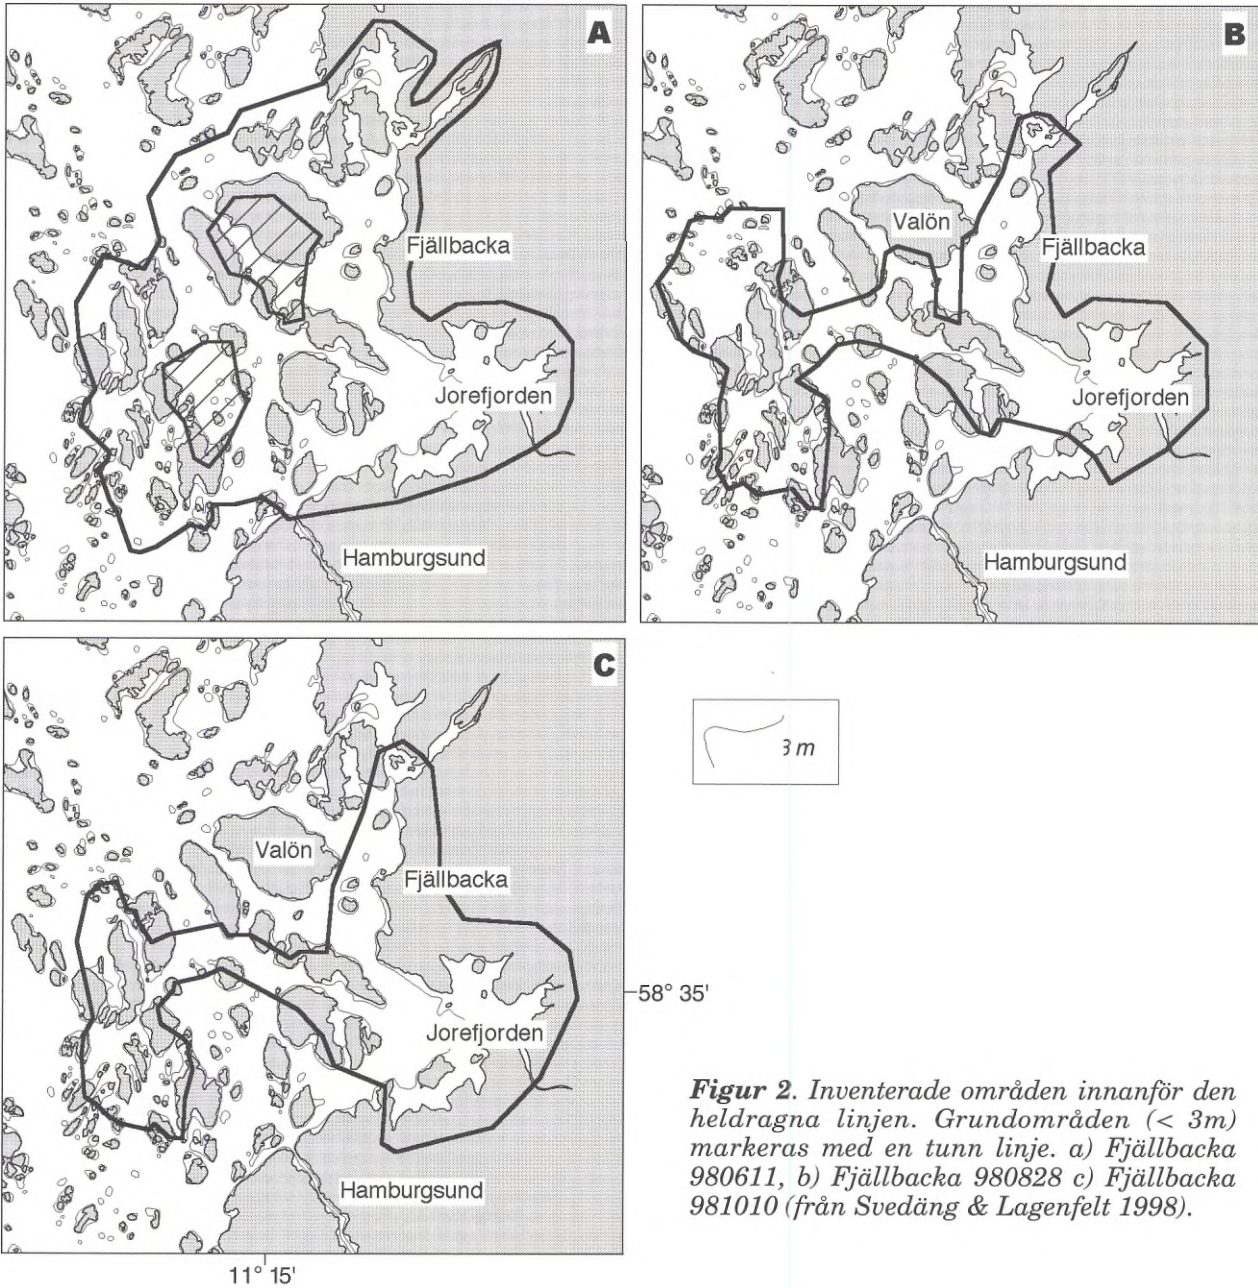 A
Fjällbacka
Jorefjorden
Hamburgsund
B
Valön
Fjällbacka
Jorefjorden
Hamburgsund
C
Valön
Fjällbacka
Jorefjorden
Hamburgsund
3 m
58° 35'
11° 15'
Figur 2. Inventerade områden innanför den
heldragna linjen. Grundområden (< 3m)
markeras med en tunn linje. a) Fjällbacka
980611, b) Fjällbacka 980828 c) Fjällbacka
981010 (från Svedäng & Lagenfelt 1998).